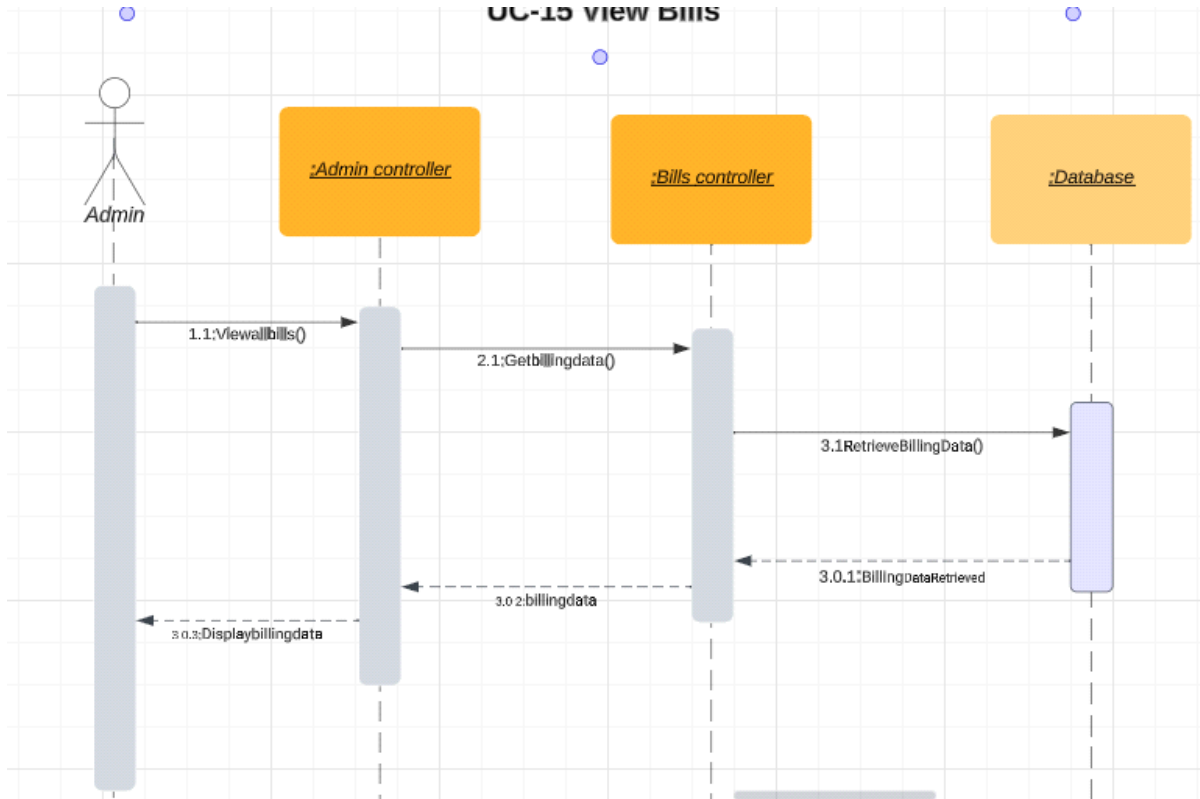 UC-15 View Bills
:Admin controller
:Bills controller
:Database
Admin
1.1:Viewallbills()
2.1:Getbillingdata()
3.1RetrieveBillingData()
3.0.1:BillingDataRetrieved
3.0 2:billingdata
3.0.3:Displaybillingdata